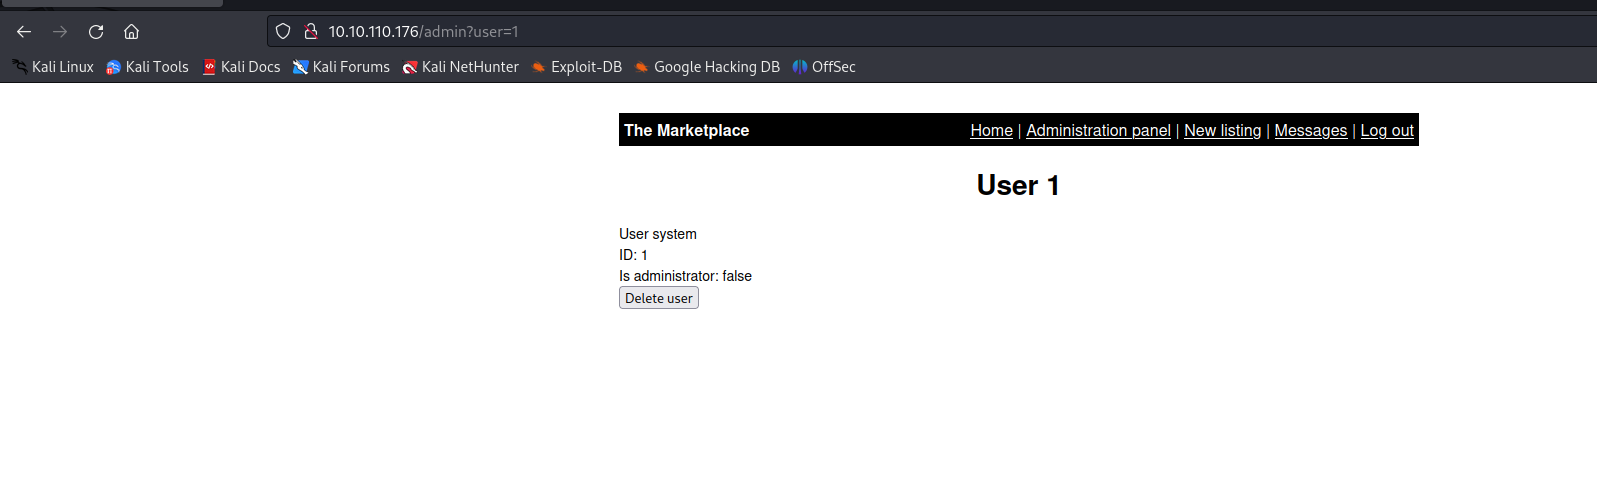 10.10.110.176/admin?user=1
Kali Linux Kali Tools Kali Docs Kali Forums Kali NetHunter Exploit-DB Google Hacking DB OffSec
The Marketplace Home | Administration panel | New listing | Messages | Log out
User 1
User system
ID: 1
Is administrator: false
Delete user